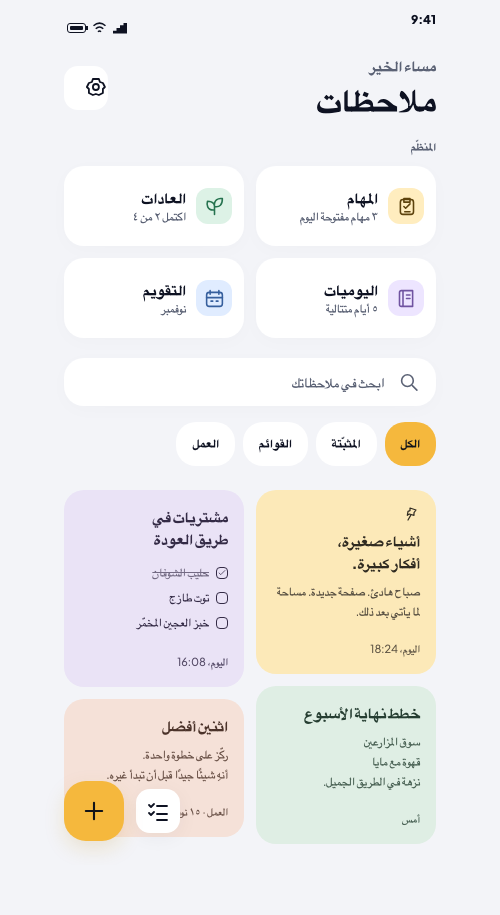 9:41
مساء الخير
ملاحظات
المنظّم
المهام
٣ مهام مفتوحة اليوم
العادات
اكتمل ٢ من ٤
اليوميات
٥ أيام متتالية
التقويم
نوفمبر
ابحث في ملاحظاتك
الكل
المثبّتة
القوائم
العمل
أشياء صغيرة،
أفكار كبيرة.
صباح هادئ. صفحة جديدة. مساحة
لما يأتي بعد ذلك.
اليوم، 18:24
مشتريات في
طريق العودة
حليب الشوفان
توت طازج
خبز العجين المخمّر
اليوم، 16:08
خطط نهاية الأسبوع
سوق المزارعين
قهوة مع مايا
نزهة في الطريق الجميل.
أمس
اثنين أفضل
ركّز على خطوة واحدة.
أنهِ شيئًا جيدًا قبل أن تبدأ غيره.
العمل · ١٥